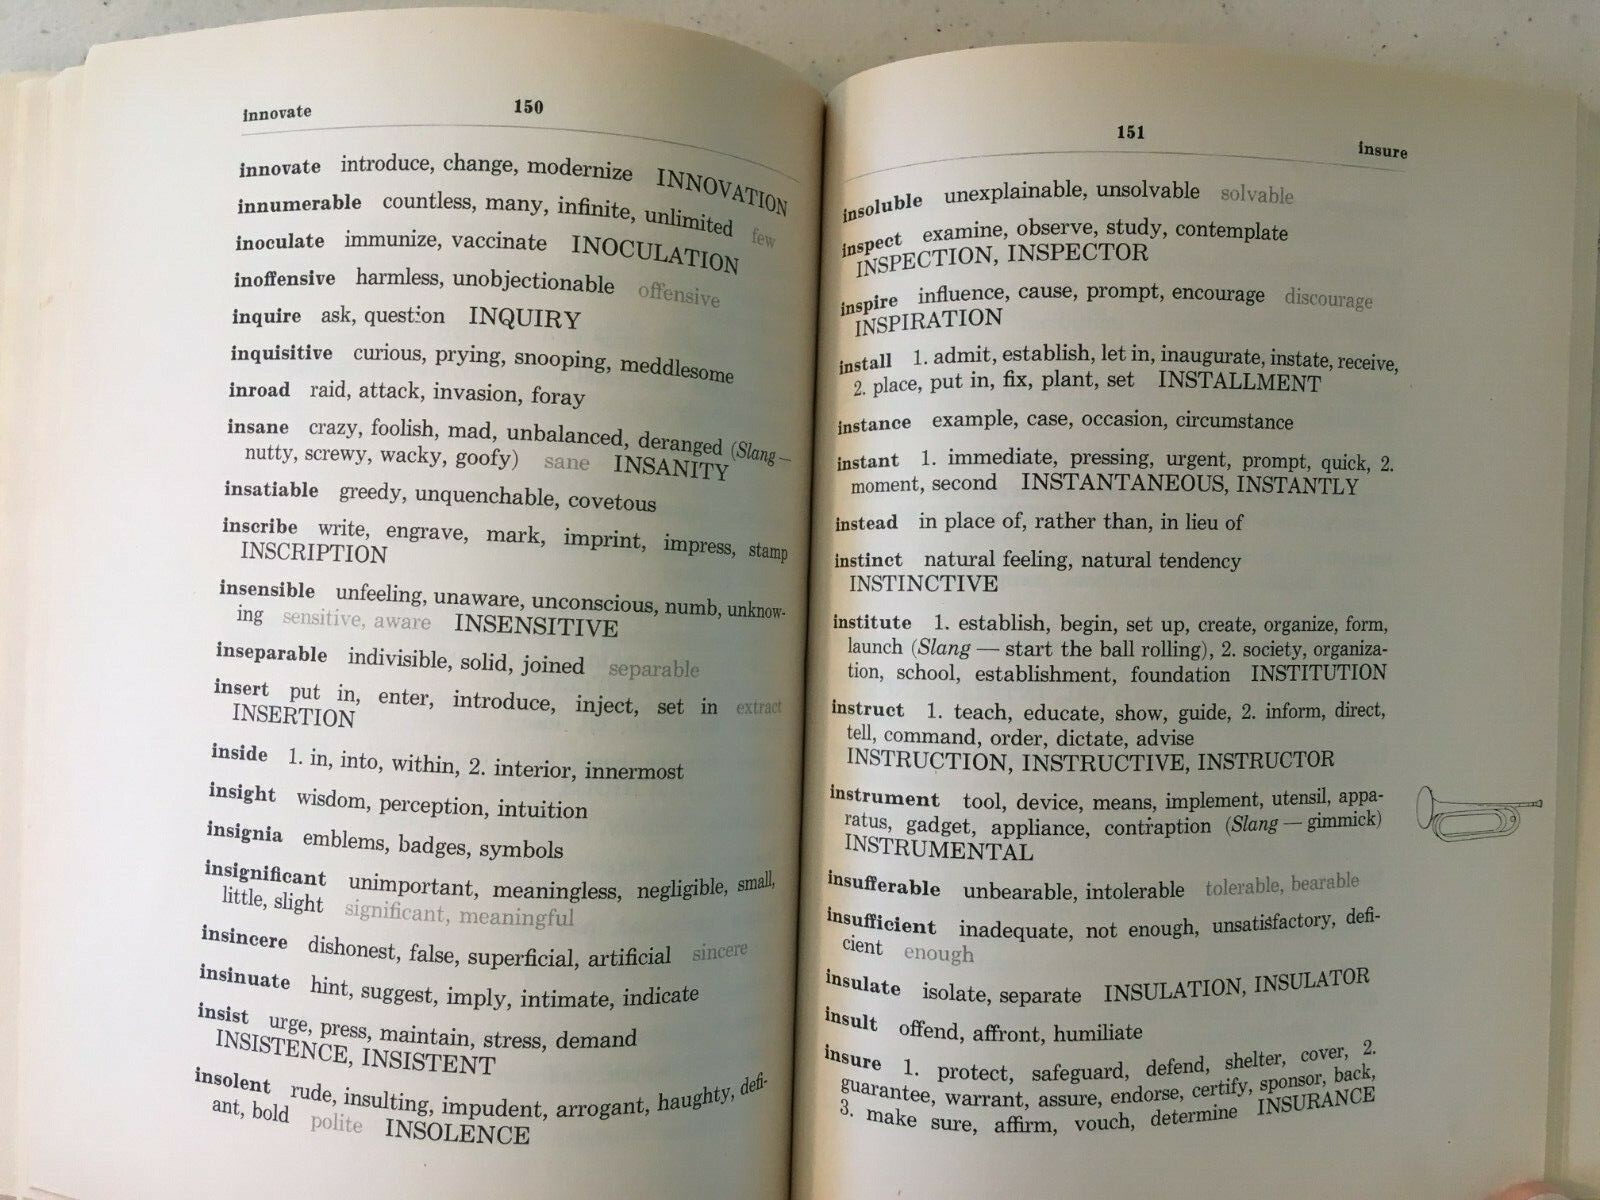 innovate 150
innovate introduce, change, modernize INNOVATION
innumerable countless, many, infinite, unlimited few
inoculate immunize, vaccinate INOCULATION
inoffensive harmless, unobjectionable offensive
inquire ask, question INQUIRY
inquisitive curious, prying, snooping, meddlesome
inroad raid, attack, invasion, foray
insane crazy, foolish, mad, unbalanced, deranged (Slang —
nutty, screwy, wacky, goofy) sane INSANITY
insatiable greedy, unquenchable, covetous
inscribe write, engrave, mark, imprint, impress, stamp
INSCRIPTION
insensible unfeeling, unaware, unconscious, numb, unknow-
ing sensitive, aware INSENSITIVE
inseparable indivisible, solid, joined separable
insert put in, enter, introduce, inject, set in extract
INSERTION
inside 1. in, into, within, 2. interior, innermost
insight wisdom, perception, intuition
insignia emblems, badges, symbols
insignificant unimportant, meaningless, negligible, small,
little, slight significant, meaningful
insincere dishonest, false, superficial, artificial sincere
insinuate hint, suggest, imply, intimate, indicate
insist urge, press, maintain, stress, demand
INSISTENCE, INSISTENT
insolent rude, insulting, impudent, arrogant, haughty, defi-
ant, bold polite INSOLENCE
151 insure
insoluble unexplainable, unsolvable solvable
inspect examine, observe, study, contemplate
INSPECTION, INSPECTOR
inspire influence, cause, prompt, encourage discourage
INSPIRATION
install 1. admit, establish, let in, inaugurate, instate, receive,
2. place, put in, fix, plant, set INSTALLMENT
instance example, case, occasion, circumstance
instant 1. immediate, pressing, urgent, prompt, quick, 2.
moment, second INSTANTANEOUS, INSTANTLY
instead in place of, rather than, in lieu of
instinct natural feeling, natural tendency
INSTINCTIVE
institute 1. establish, begin, set up, create, organize, form,
launch (Slang — start the ball rolling), 2. society, organiza-
tion, school, establishment, foundation INSTITUTION
instruct 1. teach, educate, show, guide, 2. inform, direct,
tell, command, order, dictate, advise
INSTRUCTION, INSTRUCTIVE, INSTRUCTOR
instrument tool, device, means, implement, utensil, appa-
ratus, gadget, appliance, contraption (Slang — gimmick)
INSTRUMENTAL
insufferable unbearable, intolerable tolerable, bearable
insufficient inadequate, not enough, unsatisfactory, defi-
cient enough
insulate isolate, separate INSULATION, INSULATOR
insult offend, affront, humiliate
insure 1. protect, safeguard, defend, shelter, cover, 2.
guarantee, warrant, assure, endorse, certify, sponsor, back,
3. make sure, affirm, vouch, determine INSURANCE